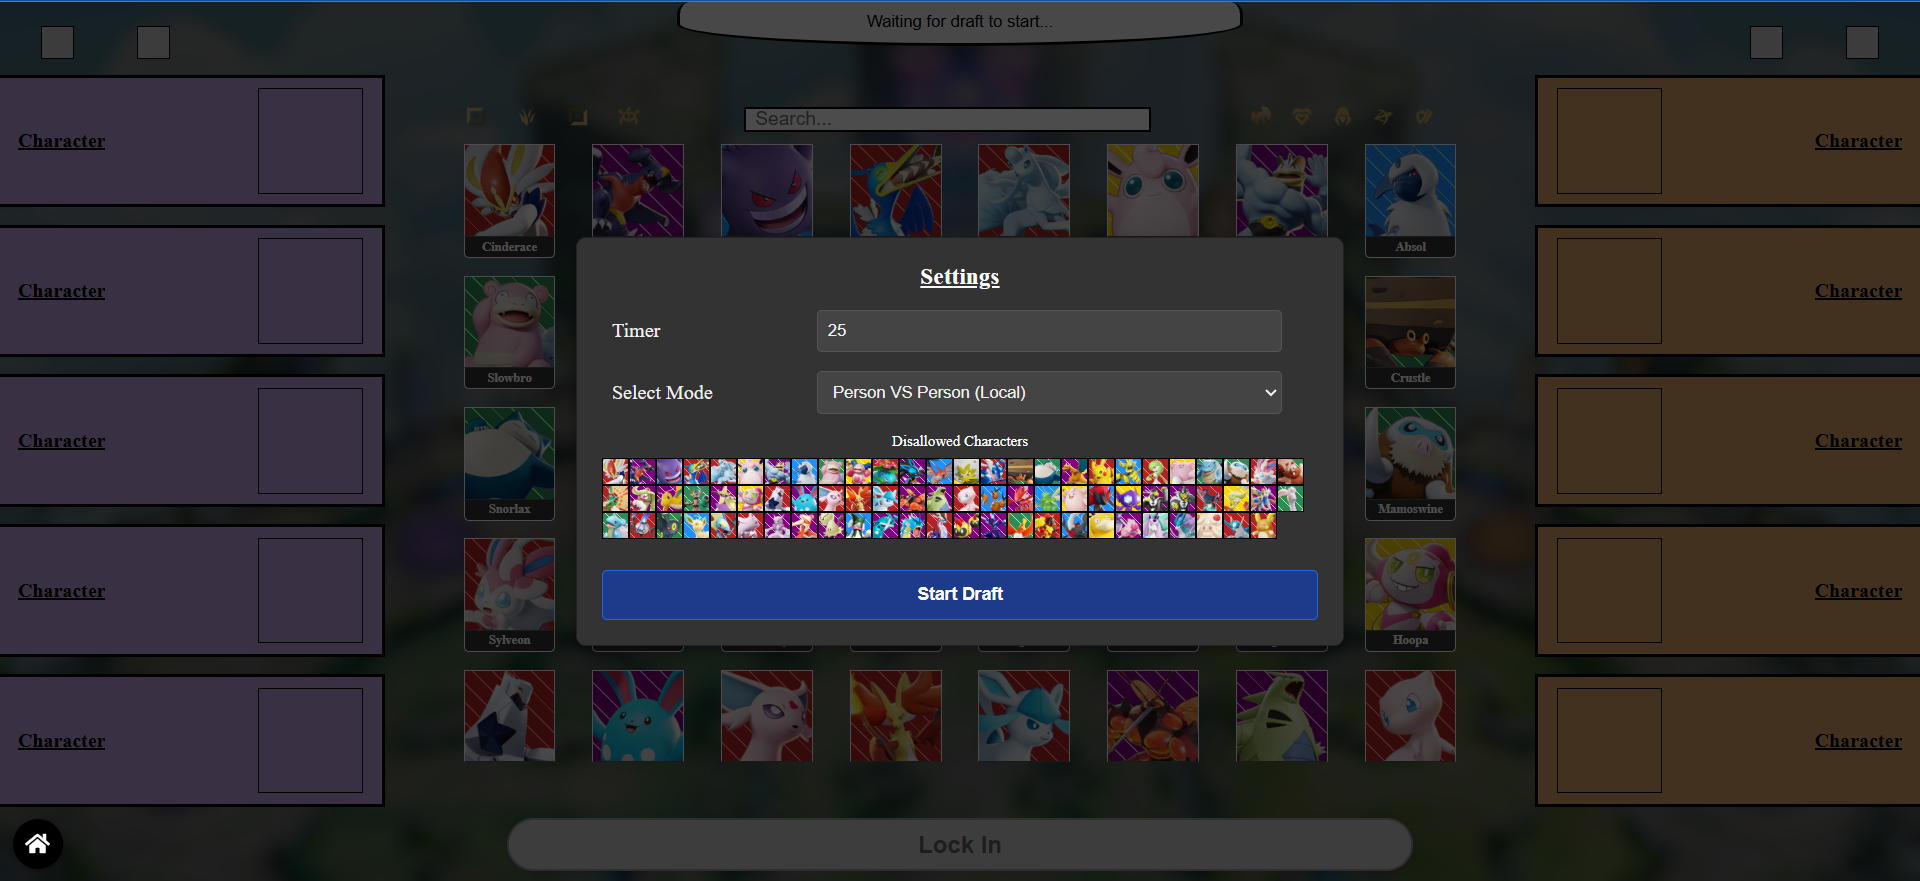 Waiting for draft to start...
Search...
Character
Character
Character
Character
Character
Cinderace
Absol
Slowbro
Crustle
Snorlax
Mamoswine
Sylveon
Hoopa
Settings
Timer
25
Select Mode
Person VS Person (Local)
Disallowed Characters
Start Draft
Character
Character
Character
Character
Character
Lock In